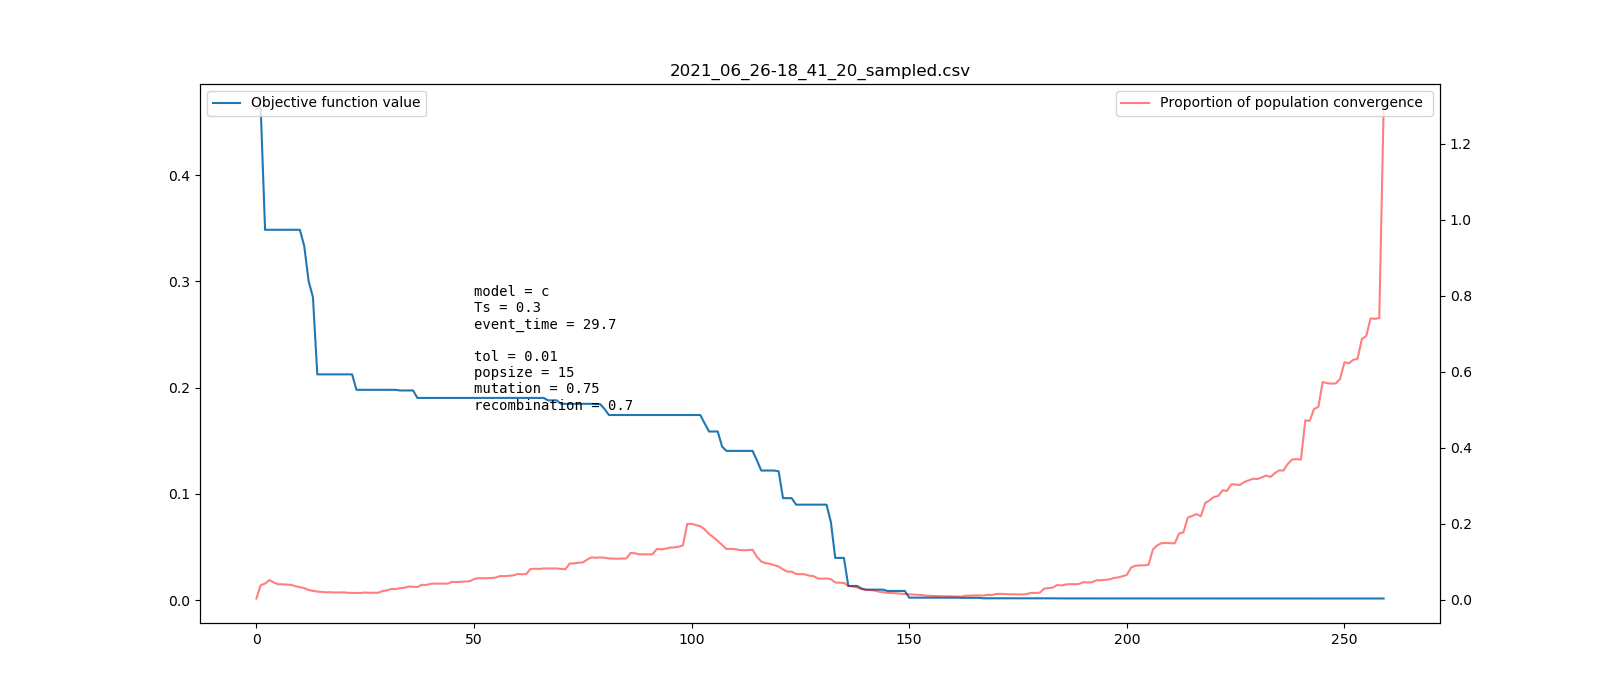 2021_06_26-18_41_20_sampled.csv
Objective function value
Proportion of population convergence
0.4
0.3
0.2
0.1
0.0
1.2
1.0
0.8
0.6
0.4
0.2
0.0
model = c
Ts = 0.3
event_time = 29.7
tol = 0.01
popsize = 15
mutation = 0.75
recombination = 0.7
0 50 100 150 200 250